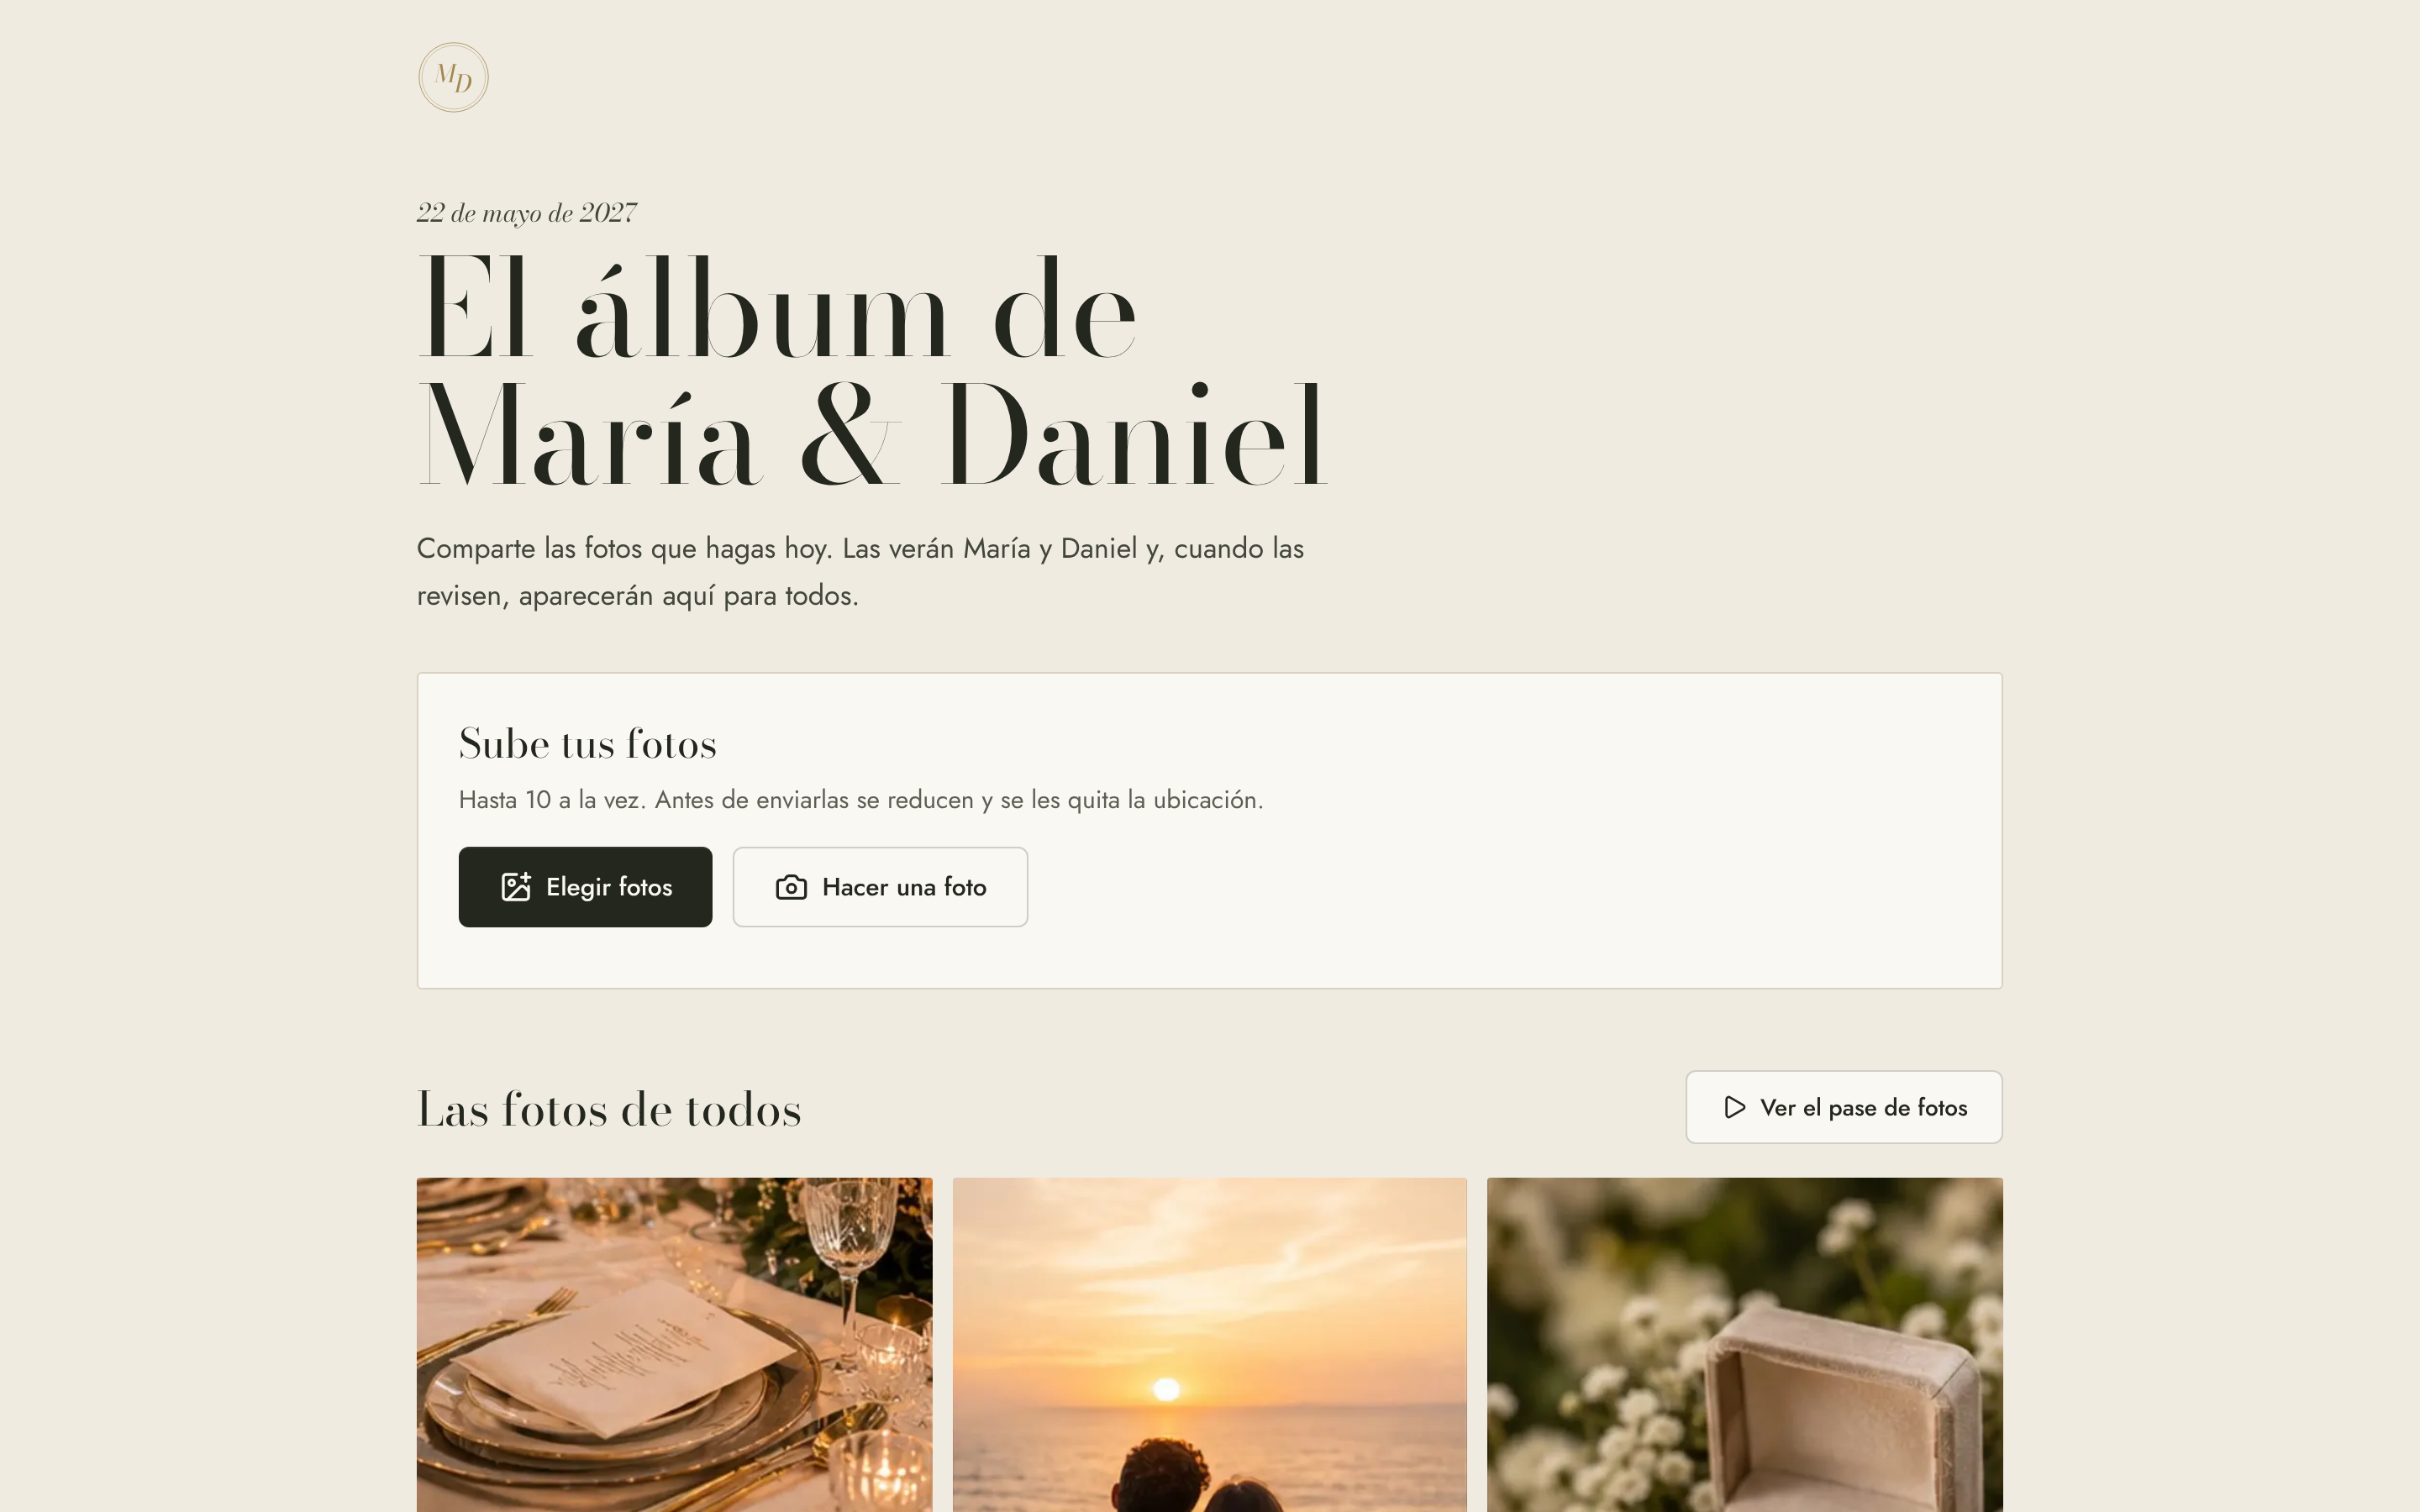 MD
22 de mayo de 2027
El álbum de
María & Daniel
Comparte las fotos que hagas hoy. Las verán María y Daniel y, cuando las
revisen, aparecerán aquí para todos.
Sube tus fotos
Hasta 10 a la vez. Antes de enviarlas se reducen y se les quita la ubicación.
Elegir fotos
Hacer una foto
Las fotos de todos
Ver el pase de fotos